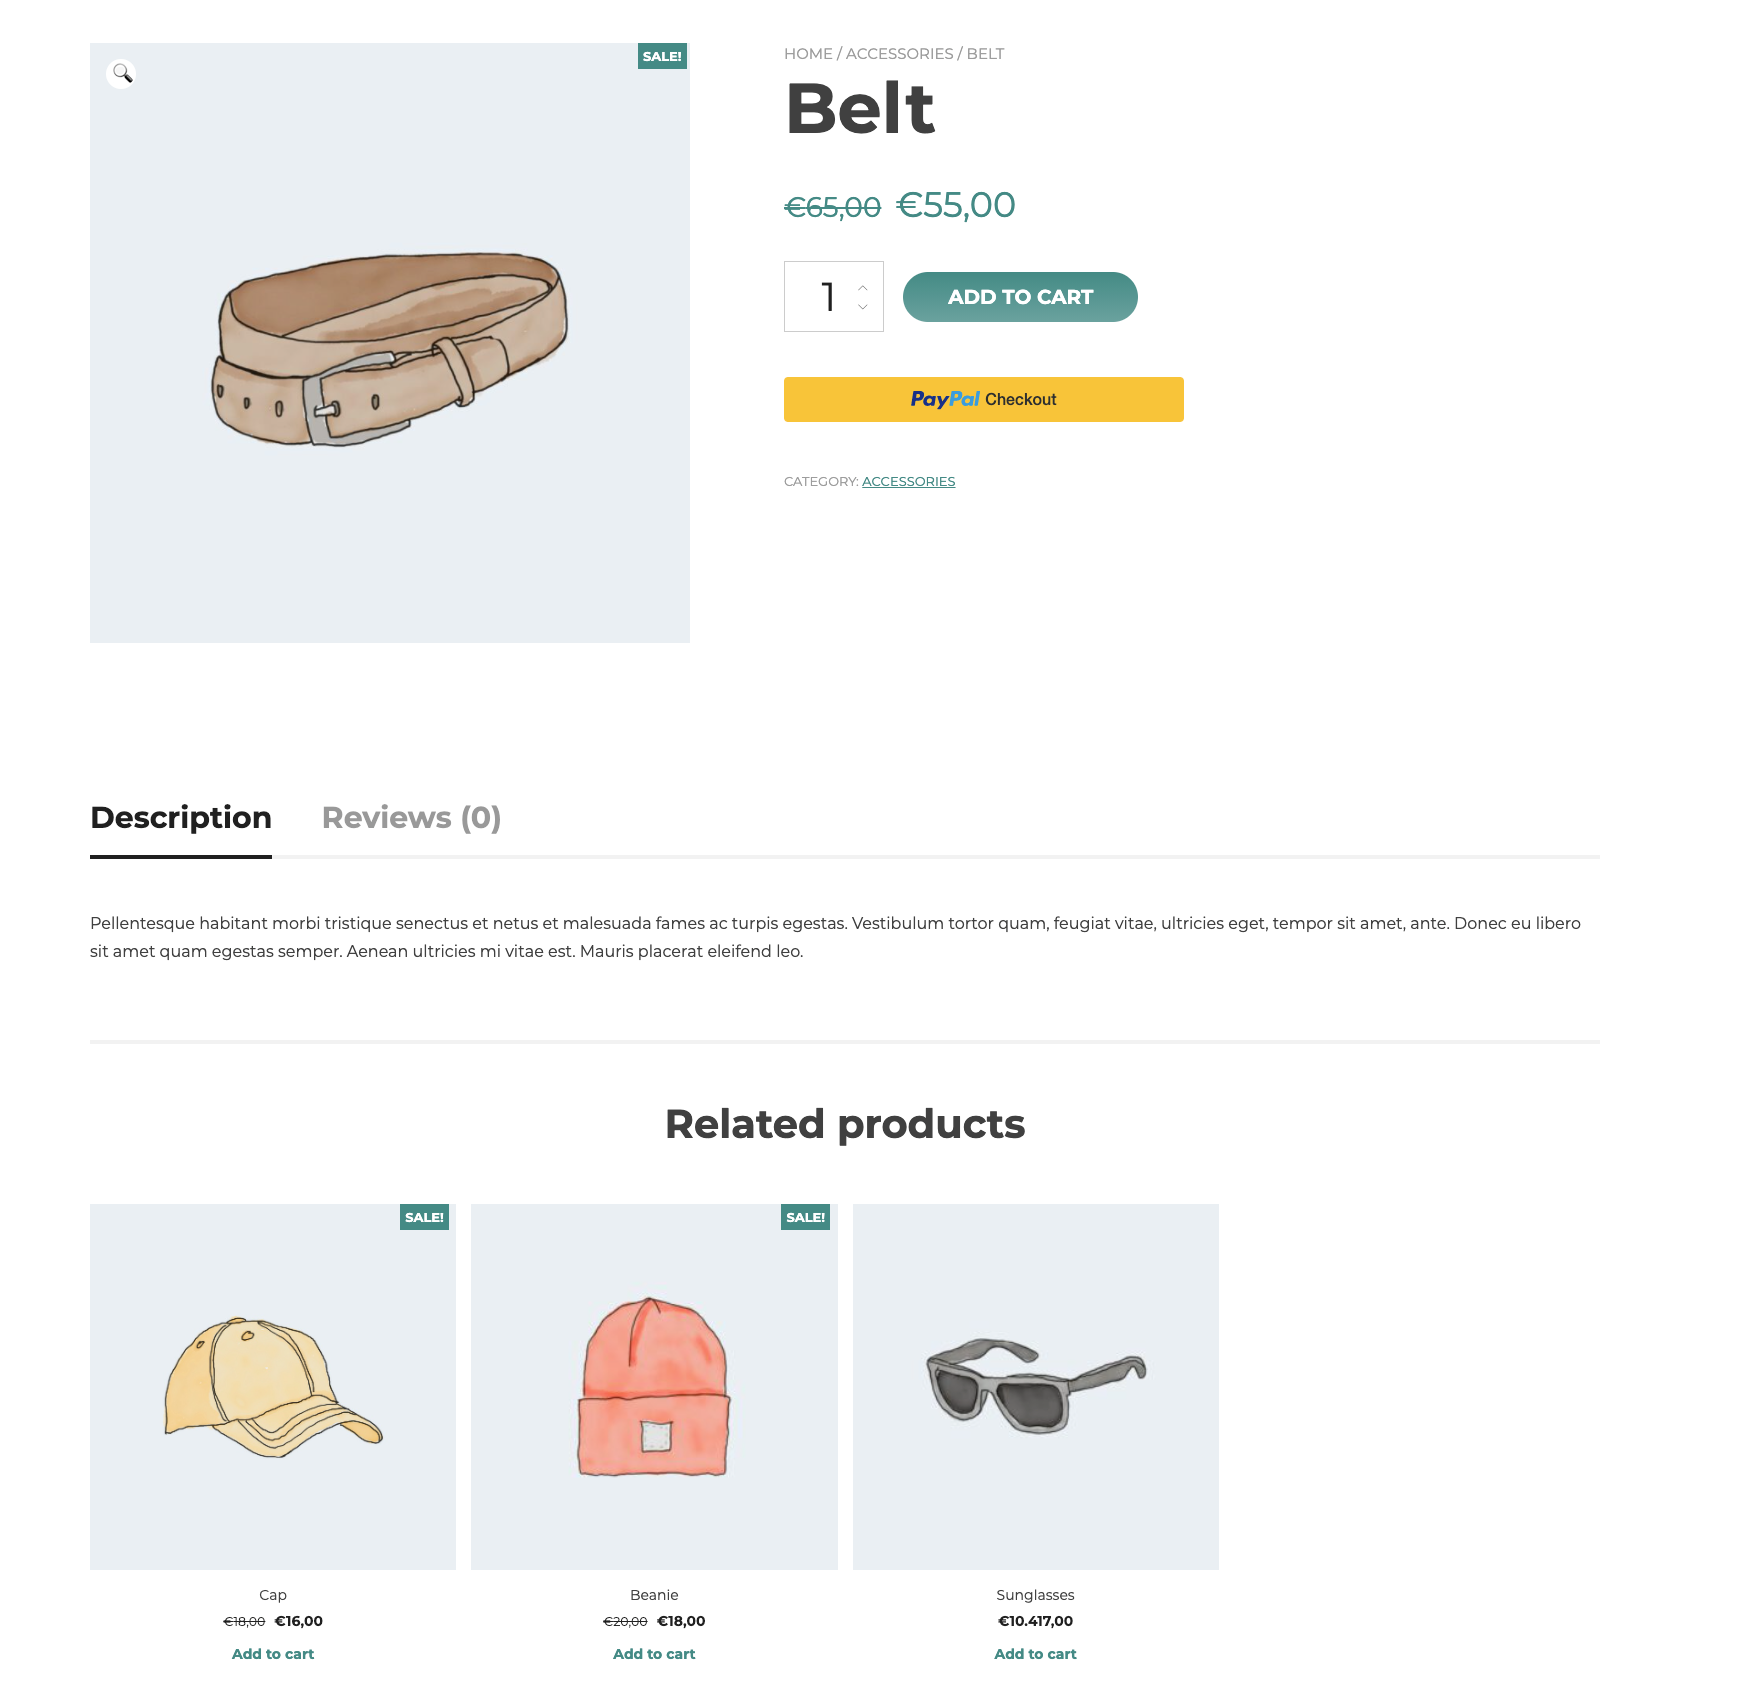 SALE!
HOME / ACCESSORIES / BELT
Belt
€65,00 €55,00
1
ADD TO CART
PayPal Checkout
CATEGORY: ACCESSORIES
Description
Reviews (0)
Pellentesque habitant morbi tristique senectus et netus et malesuada fames ac turpis egestas. Vestibulum tortor quam, feugiat vitae, ultricies eget, tempor sit amet, ante. Donec eu libero
sit amet quam egestas semper. Aenean ultricies mi vitae est. Mauris placerat eleifend leo.
Related products
SALE!
SALE!
Cap
€18,00 €16,00
Add to cart
Beanie
€20,00 €18,00
Add to cart
Sunglasses
€10.417,00
Add to cart